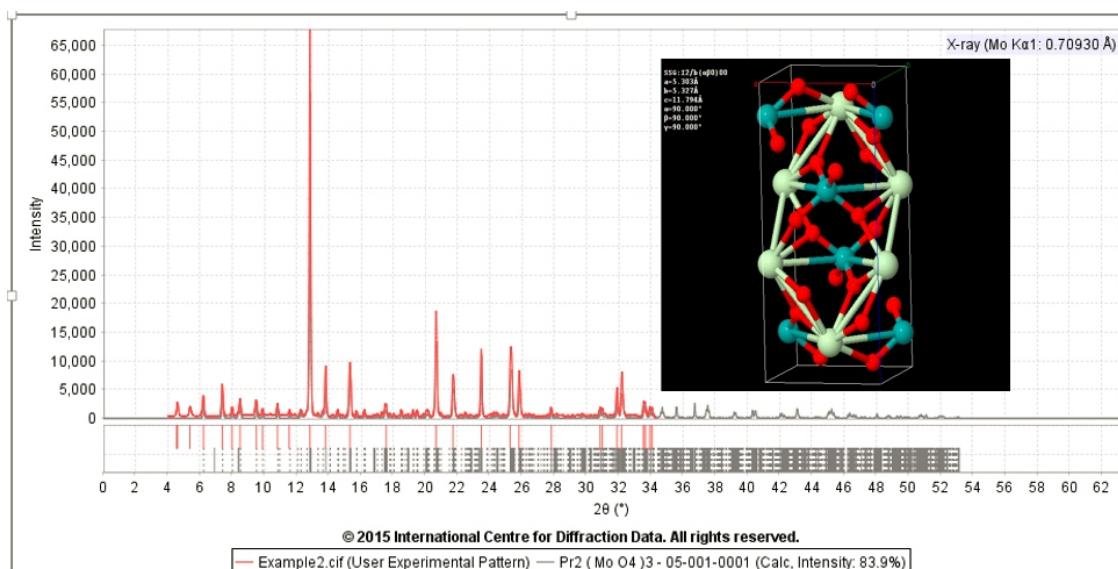 X-ray (Mo Kα1: 0.70930 Å)
SSG:I2/b(αβ0)00
a=5.303Å
b=5.327Å
c=11.794Å
α=90.000°
β=90.000°
γ=90.000°
0
Intensity
65,000
60,000
55,000
50,000
45,000
40,000
35,000
30,000
25,000
20,000
15,000
10,000
5,000
0
0 2 4 6 8 10 12 14 16 18 20 22 24 26 28 30 32 34 36 38 40 42 44 46 48 50 52 54 56 58 60 62
2θ (°)
© 2015 International Centre for Diffraction Data. All rights reserved.
Example2.cif (User Experimental Pattern) Pr2 ( Mo O4 )3 - 05-001-0001 (Calc, Intensity: 83.9%)